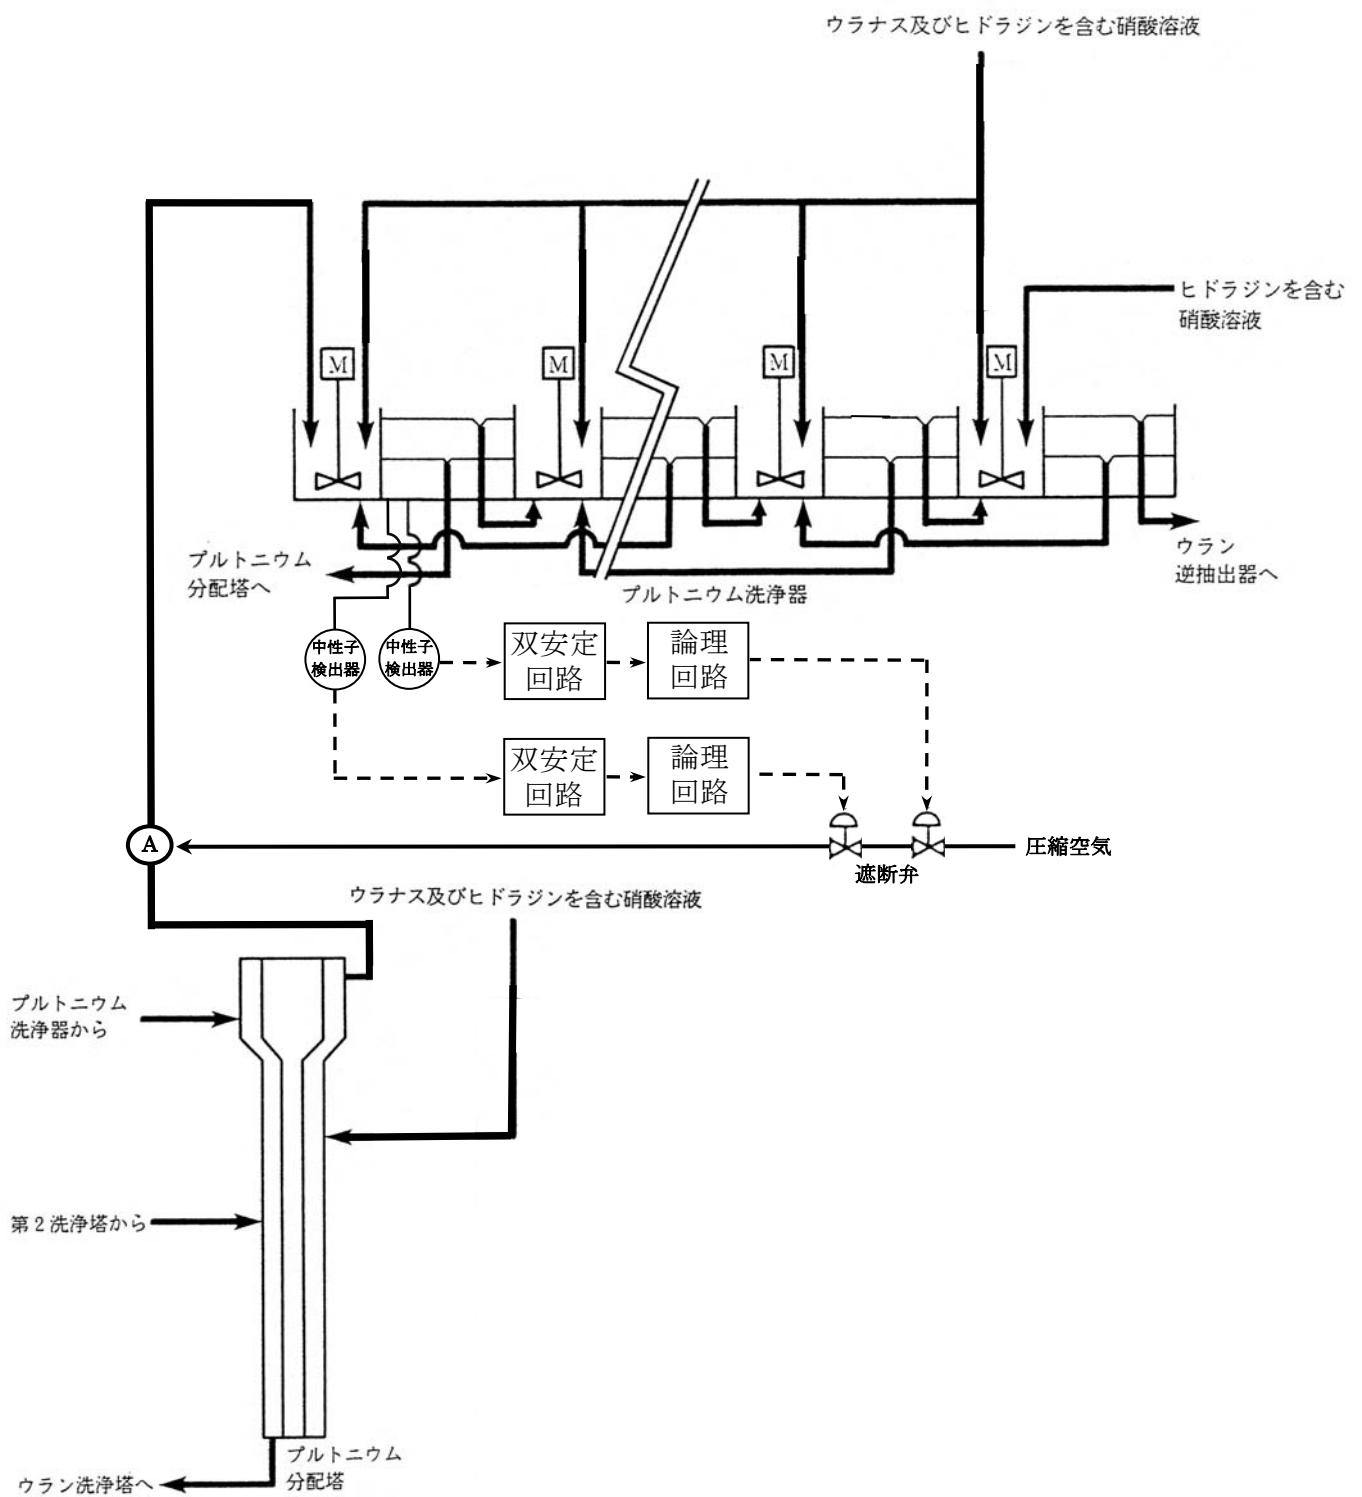 ウラナス及びヒドラジンを含む硝酸溶液
ヒドラジンを含む
硝酸溶液
M
M
M
M
プルトニウム
分配塔へ
ウラン
逆抽出器へ
プルトニウム洗浄器
中性子
検出器
中性子
検出器
双安定
回路
論理
回路
双安定
回路
論理
回路
A
圧縮空気
遮断弁
ウラナス及びヒドラジンを含む硝酸溶液
プルトニウム
洗浄器から
第2洗浄塔から
プルトニウム
分配塔
ウラン洗浄塔へ